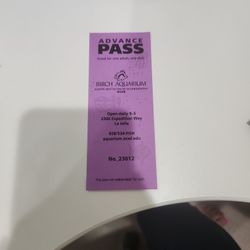 ADVANCE
PASS
BIRCH AQUARIUM
Open daily 9-5
2300 Expedition Way
La Jolla
858/534-FISH
aquarium.ucsd.edu
No. 23612